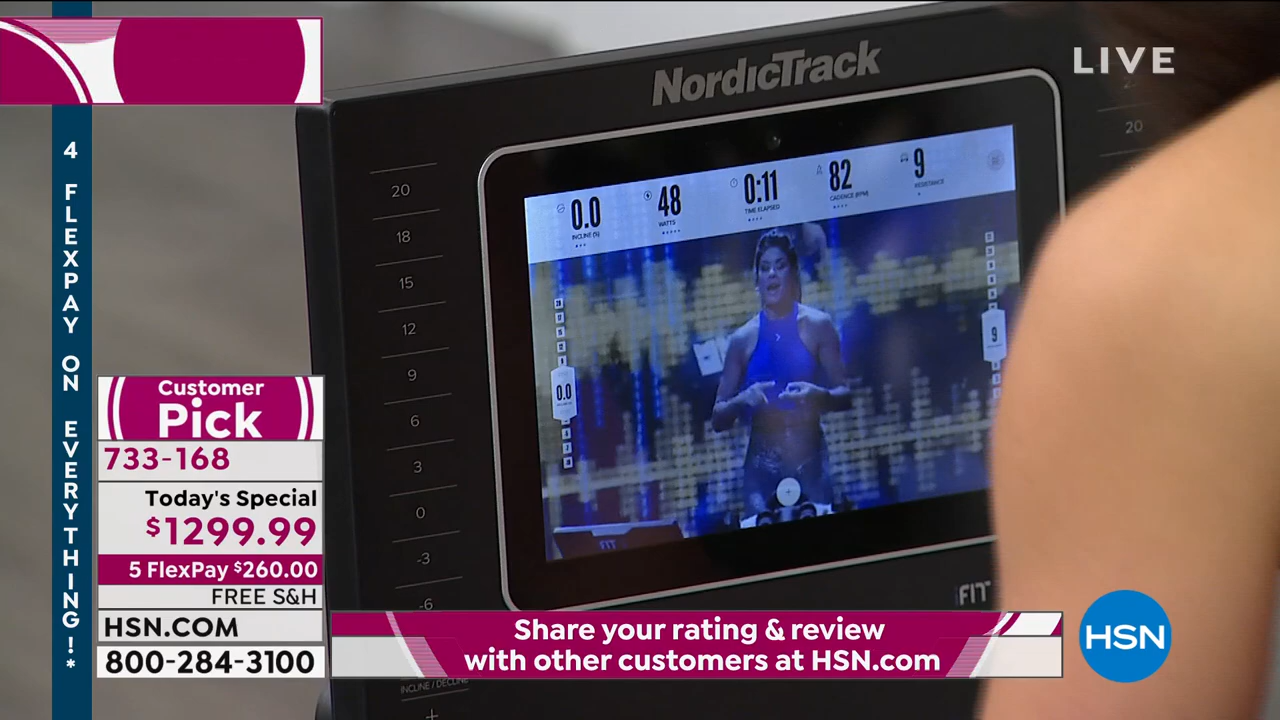 4 FLEXPAY ON EVERYTHING!*
Customer
Pick
733-168
Today's Special
$1299.99
5 FlexPay $260.00
FREE S&H
HSN.COM
800-284-3100
LIVE
NordicTrack
0.0
48
0:11
82
9
INCLINE (%)
WATTS
TIME ELAPSED
CADENCE (RPM)
RESISTANCE
20
18
15
12
9
6
3
0
-3
-6
INCLINE / DECLINE
+
20
0.0
9
iFIT
Share your rating & review
with other customers at HSN.com
HSN